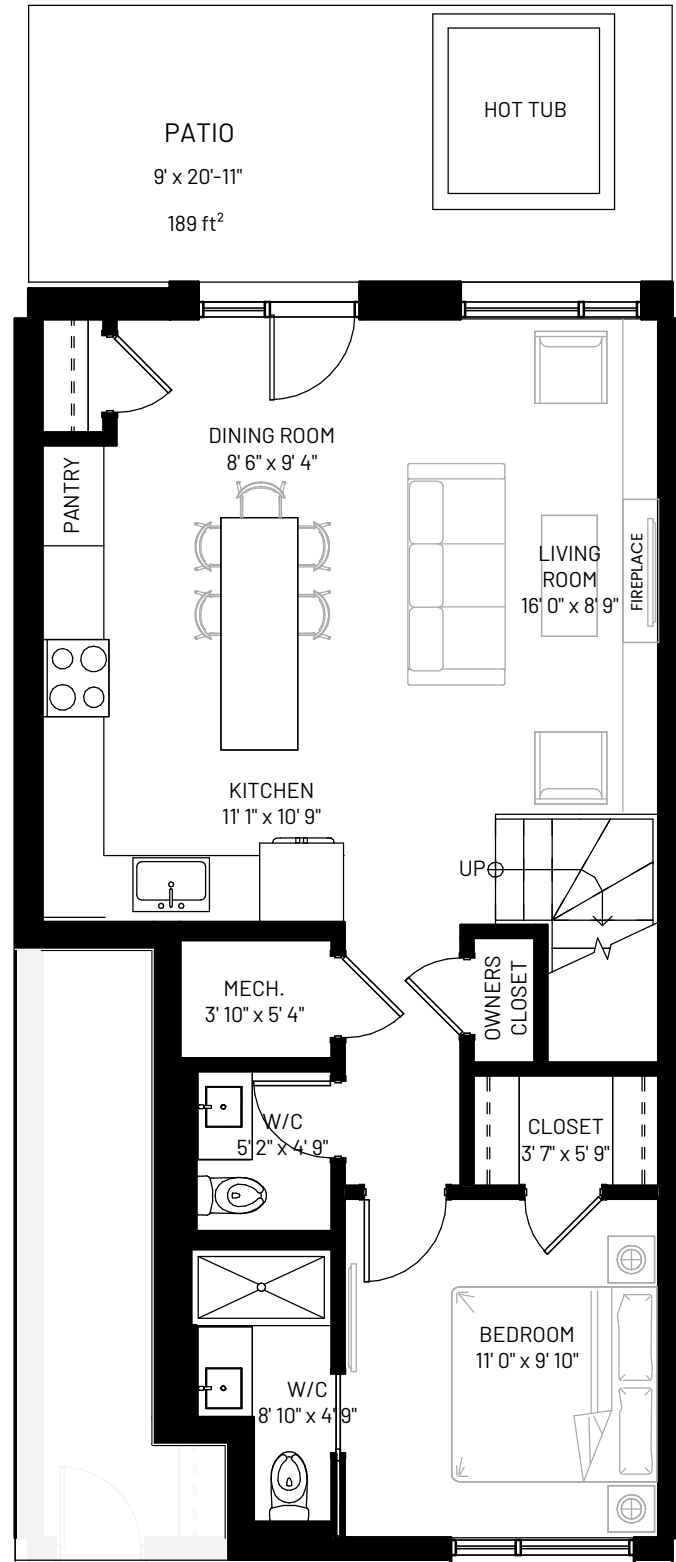 HOT TUB
PATIO
9' x 20'-11"
189 ft²
DINING ROOM
8' 6" x 9' 4"
PANTRY
LIVING
ROOM
16' 0" x 8' 9"
FIREPLACE
KITCHEN
11' 1" x 10' 9"
UP
MECH.
3' 10" x 5' 4"
OWNERS
CLOSET
W/C
5' 2" x 4' 9"
CLOSET
3' 7" x 5' 9"
BEDROOM
11' 0" x 9' 10"
W/C
8' 10" x 4' 9"